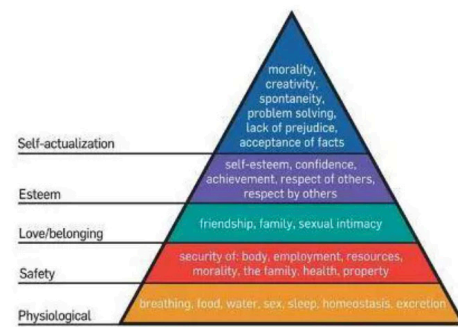 morality,
creativity,
spontaneity,
problem solving,
lack of prejudice,
acceptance of facts
Self-actualization
self-esteem, confidence,
achievement, respect of others,
respect by others
Esteem
friendship, family, sexual intimacy
Love/belonging
security of: body, employment, resources,
morality, the family, health, property
Safety
breathing, food, water, sex, sleep, homeostasis, excretion
Physiological